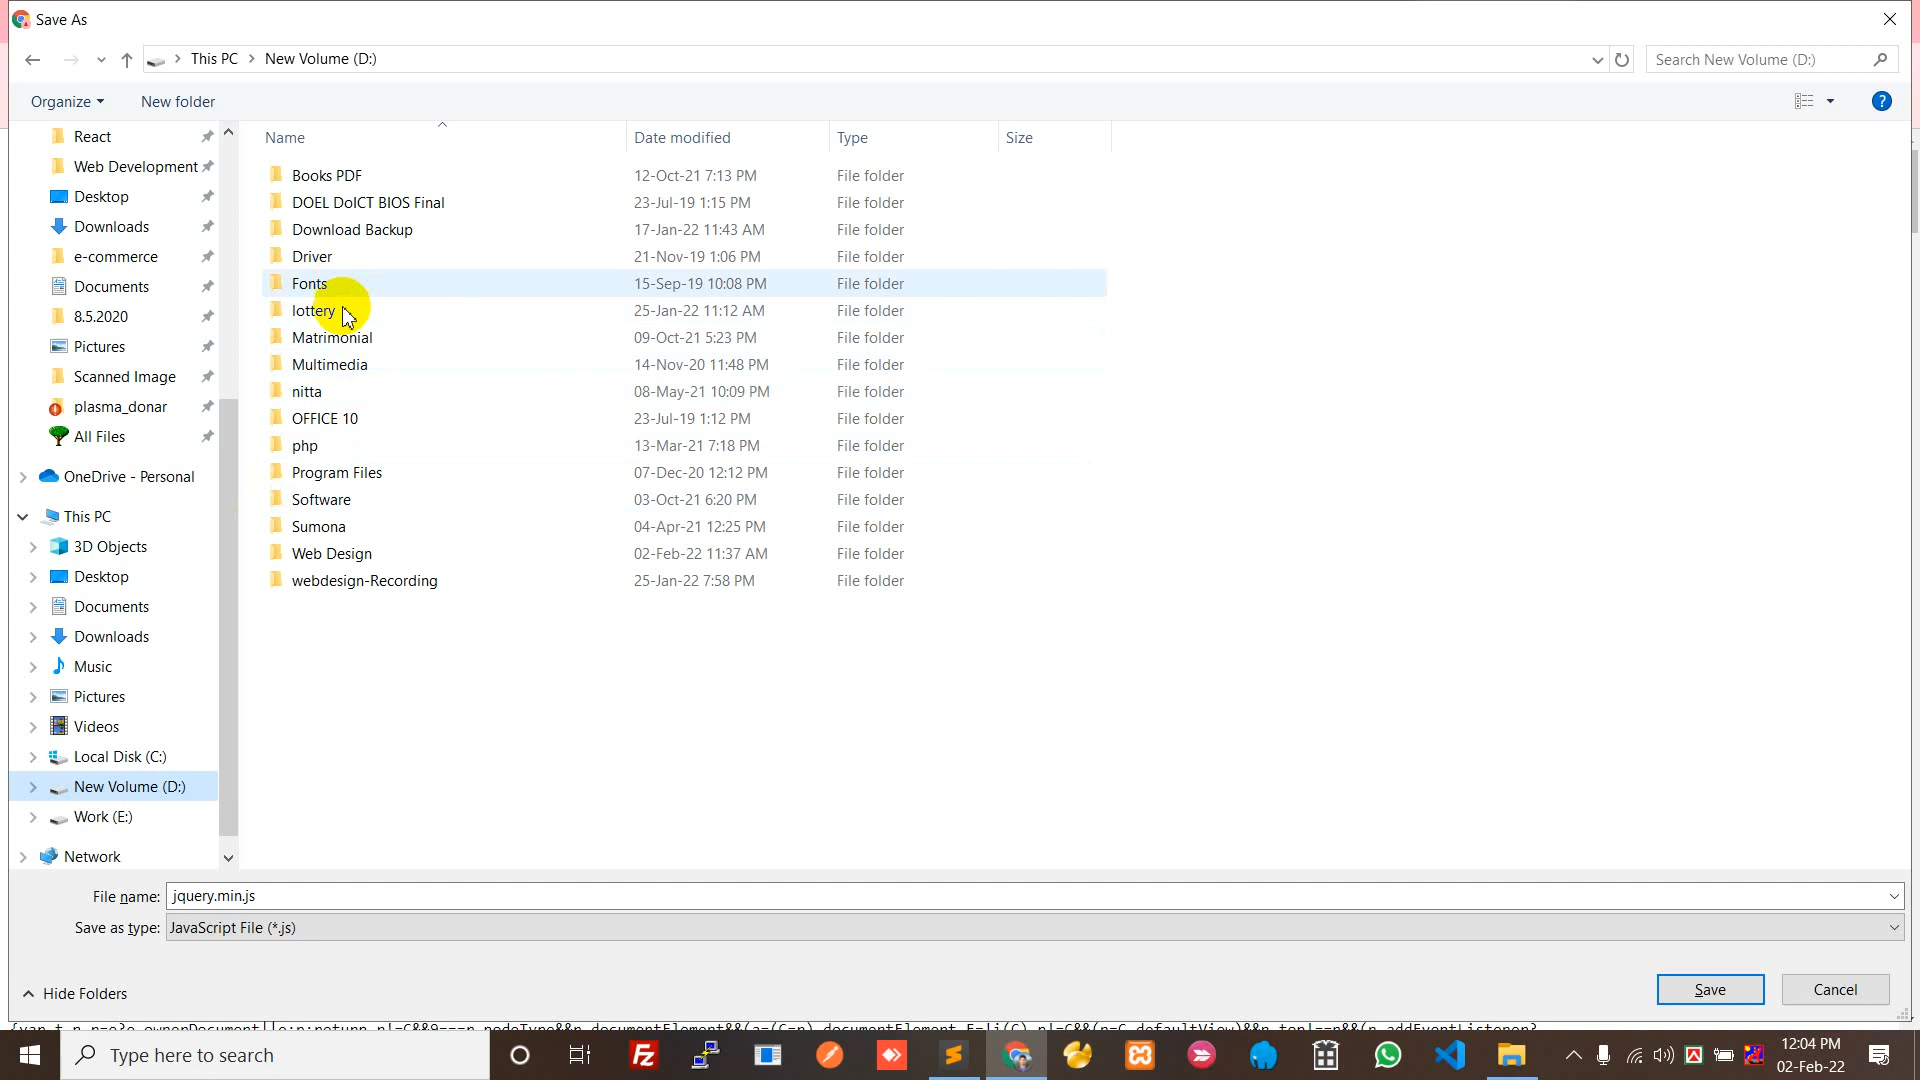 Save As
This PC > New Volume (D:)
Search New Volume (D:)
Organize
New folder
Name
Date modified
Type
Size
React
Web Development
Desktop
Downloads
e-commerce
Documents
8.5.2020
Pictures
Scanned Image
plasma_donar
All Files
OneDrive - Personal
This PC
3D Objects
Desktop
Documents
Downloads
Music
Pictures
Videos
Local Disk (C:)
New Volume (D:)
Work (E:)
Network
Books PDF 12-Oct-21 7:13 PM File folder
DOEL DoICT BIOS Final 23-Jul-19 1:15 PM File folder
Download Backup 17-Jan-22 11:43 AM File folder
Driver 21-Nov-19 1:06 PM File folder
Fonts 15-Sep-19 10:08 PM File folder
lottery 25-Jan-22 11:12 AM File folder
Matrimonial 09-Oct-21 5:23 PM File folder
Multimedia 14-Nov-20 11:48 PM File folder
nitta 08-May-21 10:09 PM File folder
OFFICE 10 23-Jul-19 1:12 PM File folder
php 13-Mar-21 7:18 PM File folder
Program Files 07-Dec-20 12:12 PM File folder
Software 03-Oct-21 6:20 PM File folder
Sumona 04-Apr-21 12:25 PM File folder
Web Design 02-Feb-22 11:37 AM File folder
webdesign-Recording 25-Jan-22 7:58 PM File folder
File name: jquery.min.js
Save as type: JavaScript File (*.js)
Hide Folders
Save
Cancel
Type here to search
12:04 PM
02-Feb-22